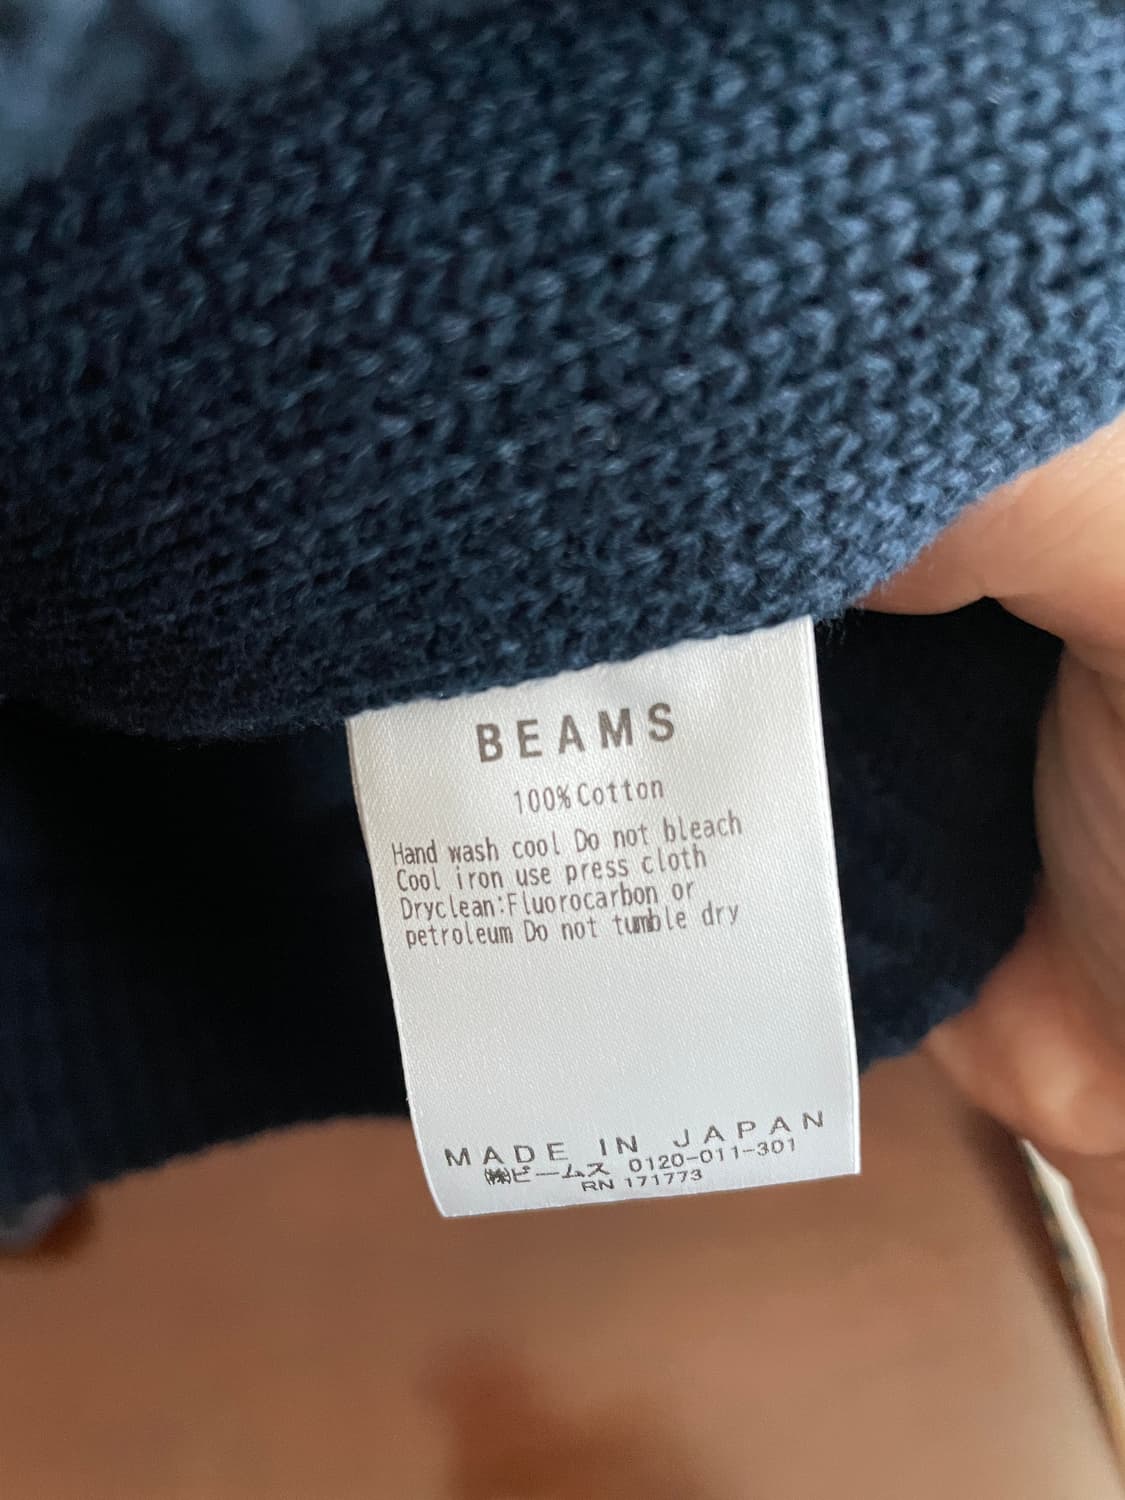 BEAMS
100%Cotton
Hand wash cool Do not bleach
Cool iron use press cloth
Dryclean:Fluorocarbon or
petroleum Do not tumble dry
MADE IN JAPAN
㈱ビームス 0120-011-301
RN 171773